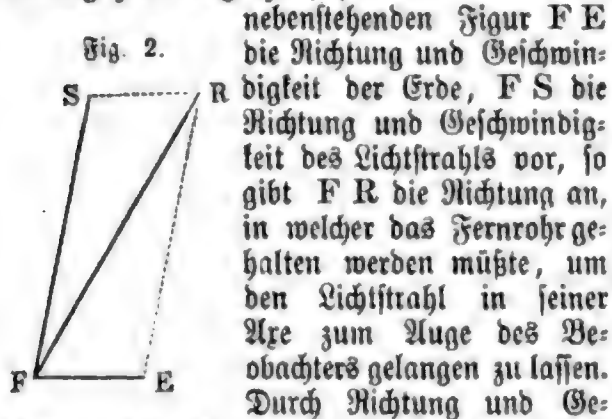 nebenstehenden Figur F E
Fig. 2.
die Richtung und Geschwin-
digkeit der Erde, F S die
Richtung und Geschwindig-
keit des Lichtstrahls vor, so
gibt F R die Richtung an,
in welcher das Fernrohr ge-
halten werden müßte, um
den Lichtstrahl in seiner
Axe zum Auge des Be-
obachters gelangen zu lassen.
Durch Richtung und Ge-
S
R
F
E